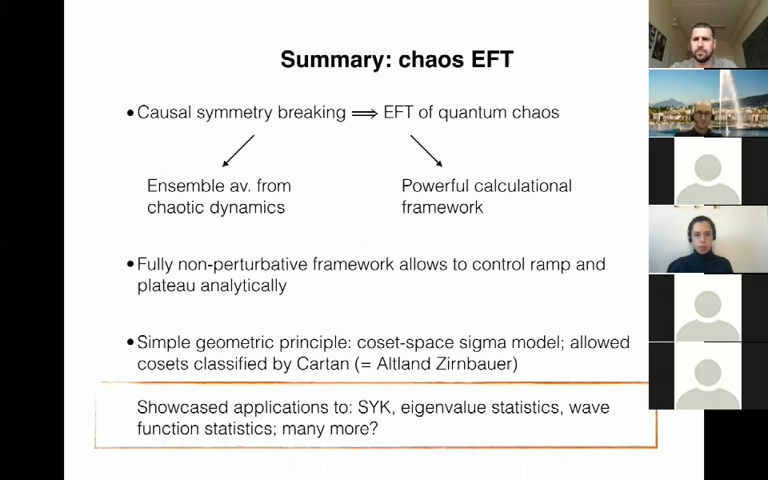 Summary: chaos EFT
• Causal symmetry breaking ⟹ EFT of quantum chaos
Ensemble av. from
chaotic dynamics
Powerful calculational
framework
• Fully non-perturbative framework allows to control ramp and
plateau analytically
• Simple geometric principle: coset-space sigma model; allowed
cosets classified by Cartan (= Altland Zirnbauer)
Showcased applications to: SYK, eigenvalue statistics, wave
function statistics; many more?